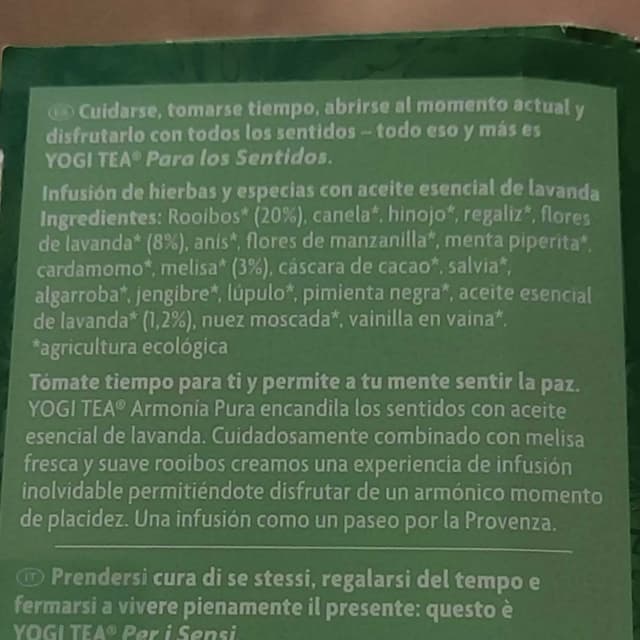 ES Cuidarse, tomarse tiempo, abrirse al momento actual y
disfrutarlo con todos los sentidos – todo eso y más es
YOGI TEA® Para los Sentidos.
Infusión de hierbas y especias con aceite esencial de lavanda
Ingredientes: Rooibos* (20%), canela*, hinojo*, regaliz*, flores
de lavanda* (8%), anís*, flores de manzanilla*, menta piperita*,
cardamomo*, melisa* (3%), cáscara de cacao*, salvia*,
algarroba*, jengibre*, lúpulo*, pimienta negra*, aceite esencial
de lavanda* (1,2%), nuez moscada*, vainilla en vaina*.
*agricultura ecológica
Tómate tiempo para ti y permite a tu mente sentir la paz.
YOGI TEA® Armonía Pura encandila los sentidos con aceite
esencial de lavanda. Cuidadosamente combinado con melisa
fresca y suave rooibos creamos una experiencia de infusión
inolvidable permitiéndote disfrutar de un armónico momento
de placidez. Una infusión como un paseo por la Provenza.
IT Prendersi cura di se stessi, regalarsi del tempo e
fermarsi a vivere pienamente il presente: questo è
YOGI TEA® Per i Sensi